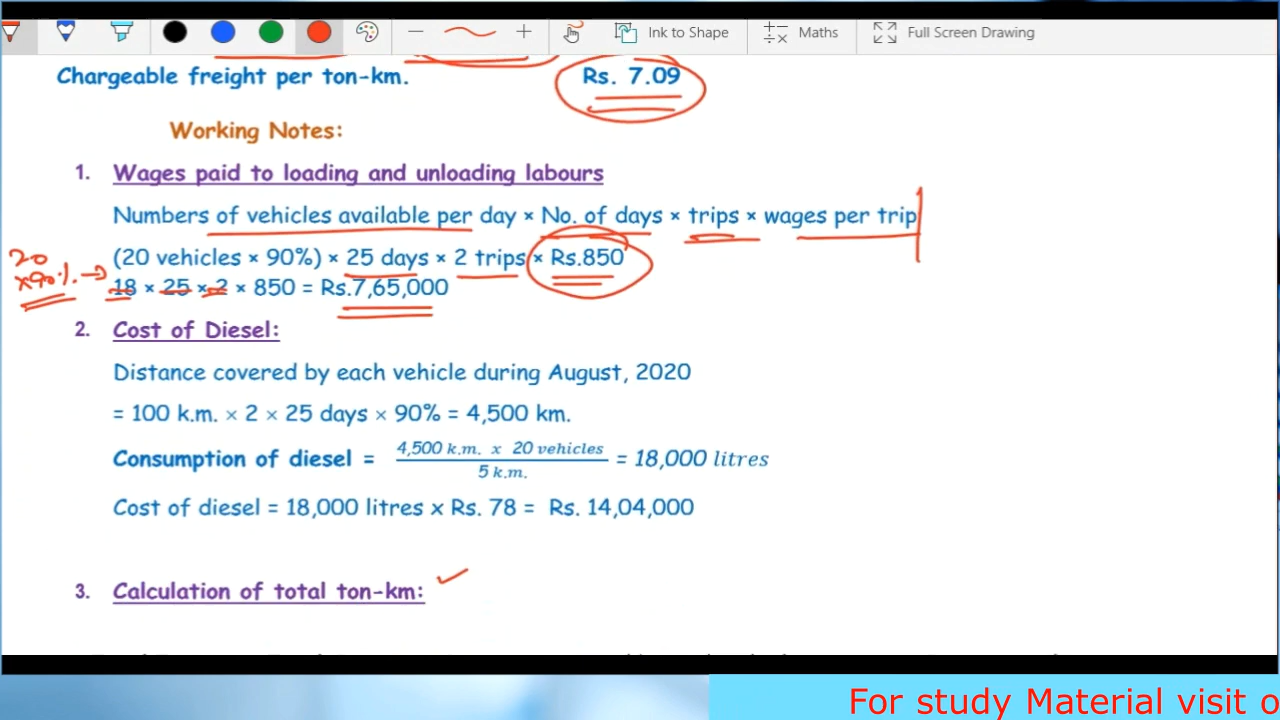 Ink to Shape Maths Full Screen Drawing
Chargeable freight per ton-km. Rs. 7.09
Working Notes:
1. Wages paid to loading and unloading labours
Numbers of vehicles available per day × No. of days × trips × wages per trip
(20 vehicles × 90%) × 25 days × 2 trips × Rs.850
20
×90%. →
18 × 25 × 2 × 850 = Rs.7,65,000
2. Cost of Diesel:
Distance covered by each vehicle during August, 2020
= 100 k.m. × 2 × 25 days × 90% = 4,500 km.
Consumption of diesel = 4,500 k.m. x 20 vehicles / 5 k.m. = 18,000 litres
Cost of diesel = 18,000 litres x Rs. 78 = Rs. 14,04,000
3. Calculation of total ton-km:
For study Material visit o